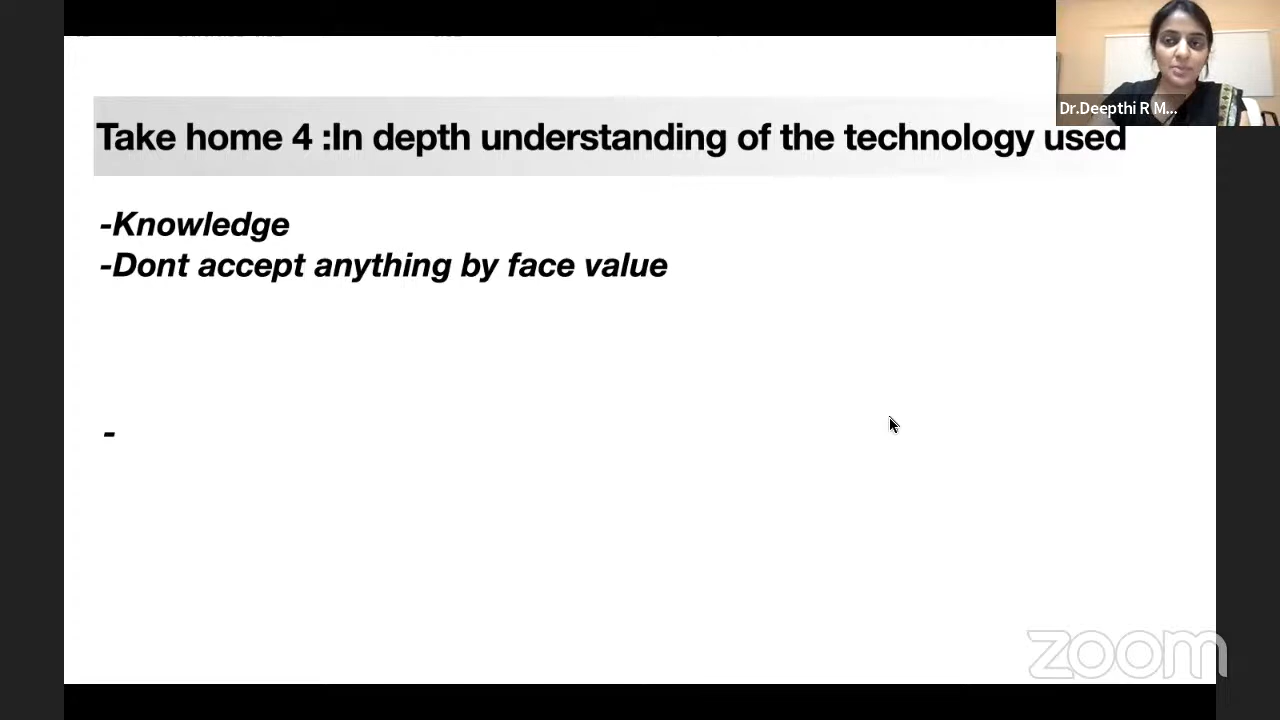 Dr.Deepthi R M...
Take home 4 :In depth understanding of the technology used
-Knowledge
-Dont accept anything by face value
-
zoom